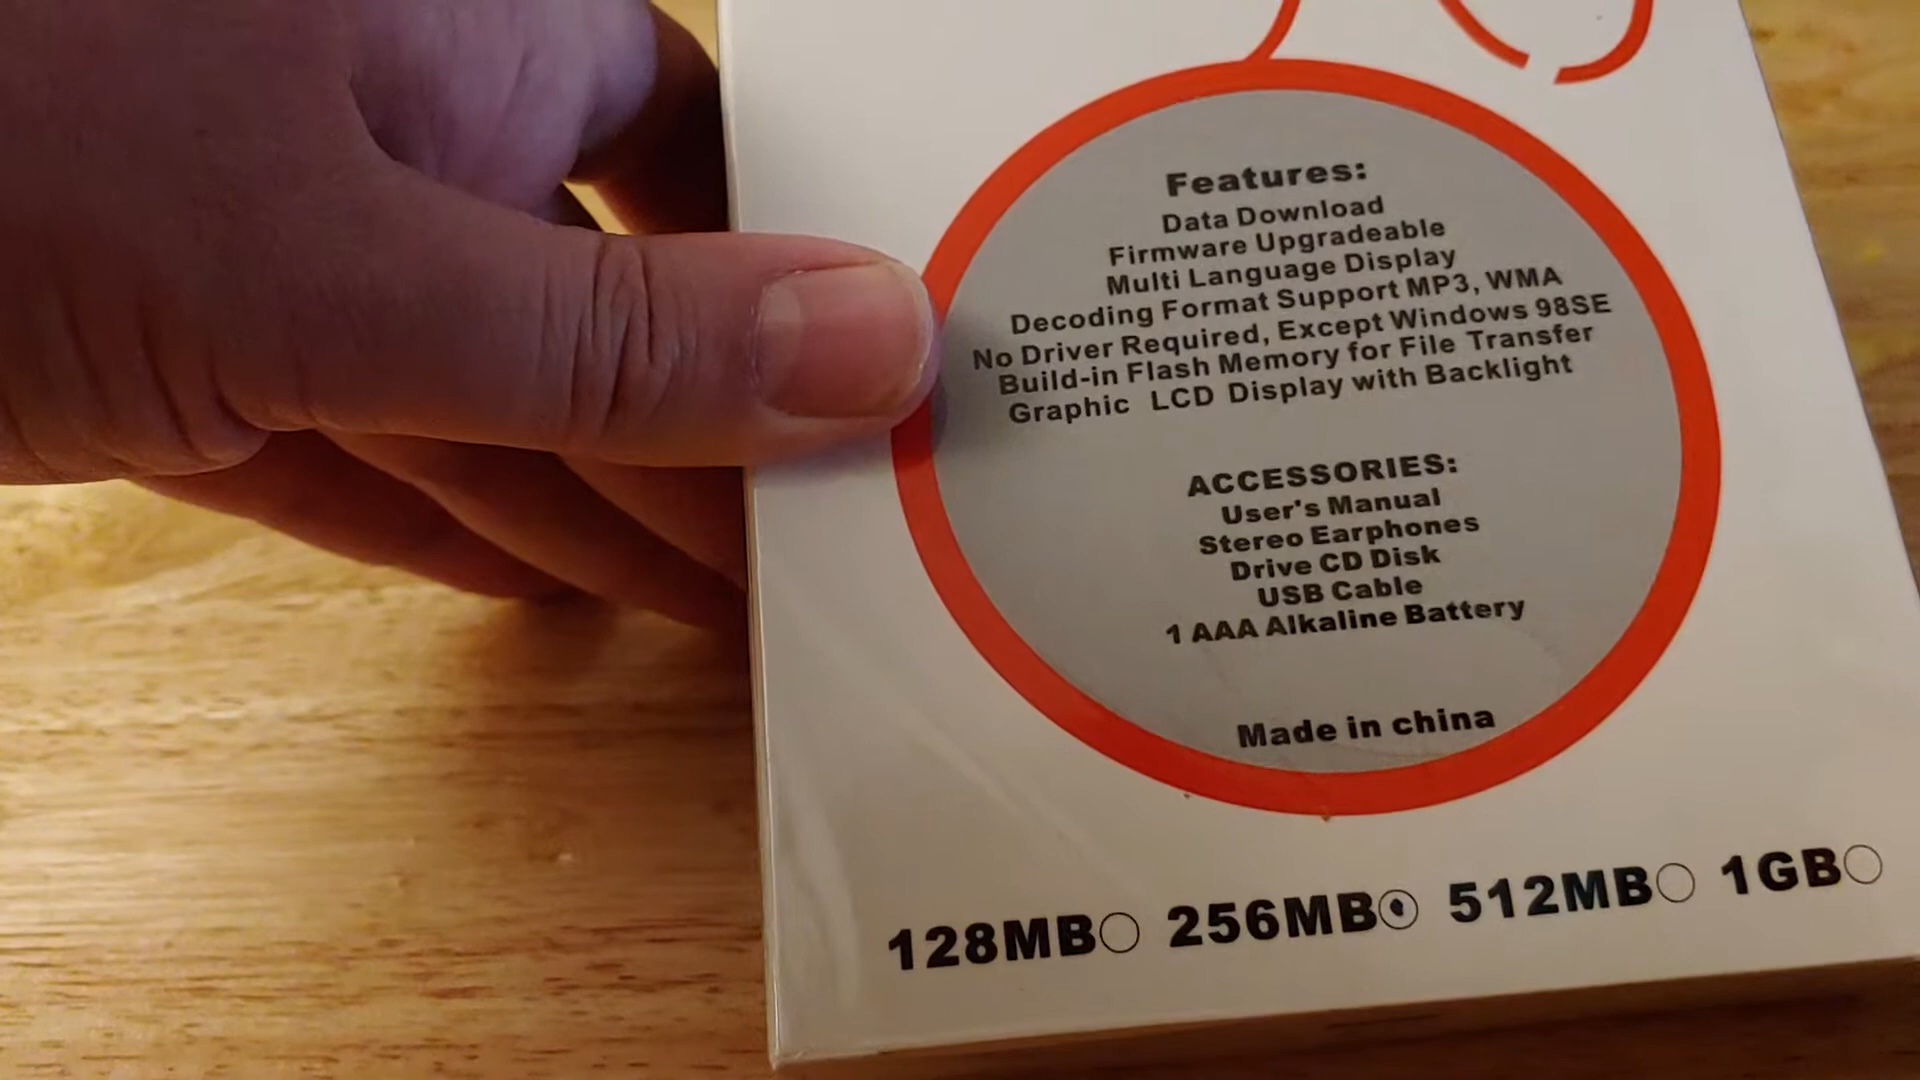 Features:
Data Download
Firmware Upgradeable
Multi Language Display
Decoding Format Support MP3, WMA
No Driver Required, Except Windows 98SE
Build-in Flash Memory for File Transfer
Graphic LCD Display with Backlight
ACCESSORIES:
User's Manual
Stereo Earphones
Drive CD Disk
USB Cable
1 AAA Alkaline Battery
Made in china
128MB 256MB 512MB 1GB